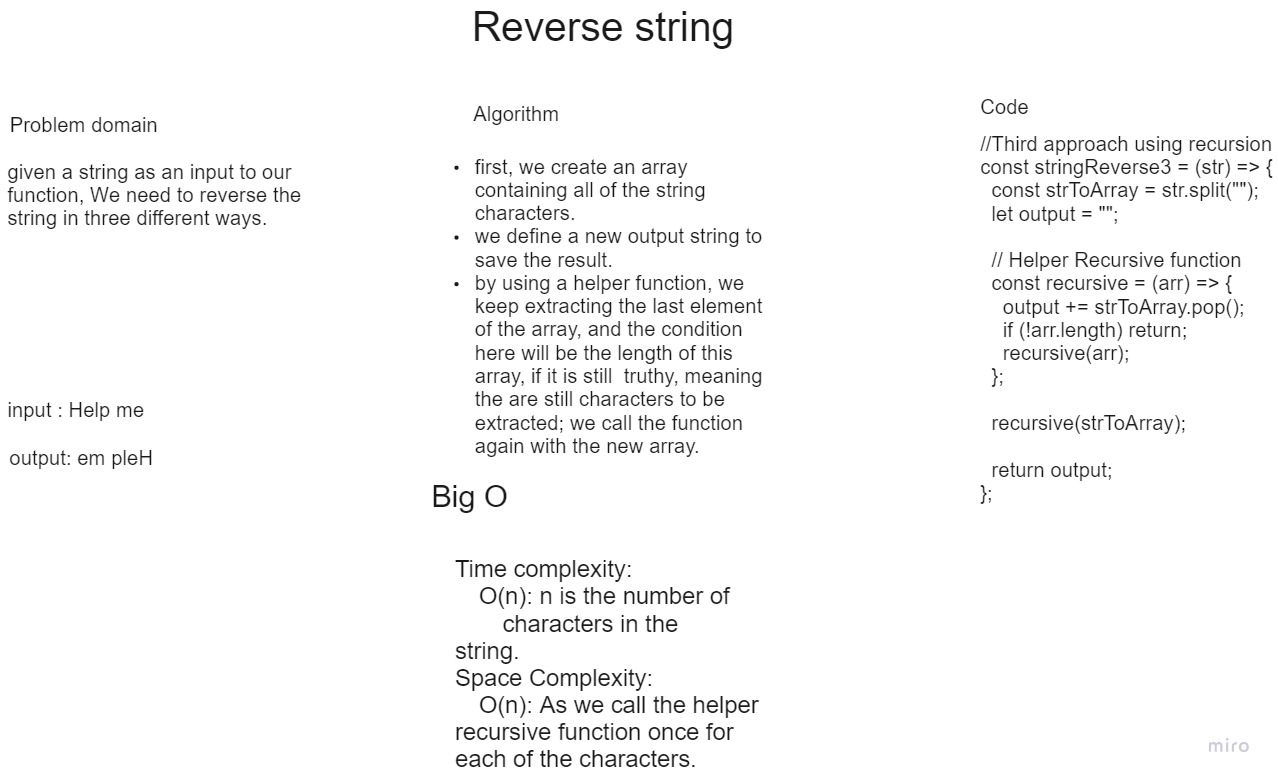 Reverse string
Problem domain
given a string as an input to our
function, We need to reverse the
string in three different ways.
input : Help me
output: em pleH
Algorithm
• first, we create an array
containing all of the string
characters.
• we define a new output string to
save the result.
• by using a helper function, we
keep extracting the last element
of the array, and the condition
here will be the length of this
array, if it is still  truthy, meaning
the are still characters to be
extracted; we call the function
again with the new array.
Big O
Time complexity:
O(n): n is the number of
characters in the
string.
Space Complexity:
O(n): As we call the helper
recursive function once for
each of the characters.
Code
//Third approach using recursion
const stringReverse3 = (str) => {
const strToArray = str.split("");
let output = "";
// Helper Recursive function
const recursive = (arr) => {
output += strToArray.pop();
if (!arr.length) return;
recursive(arr);
};
recursive(strToArray);
return output;
};
miro